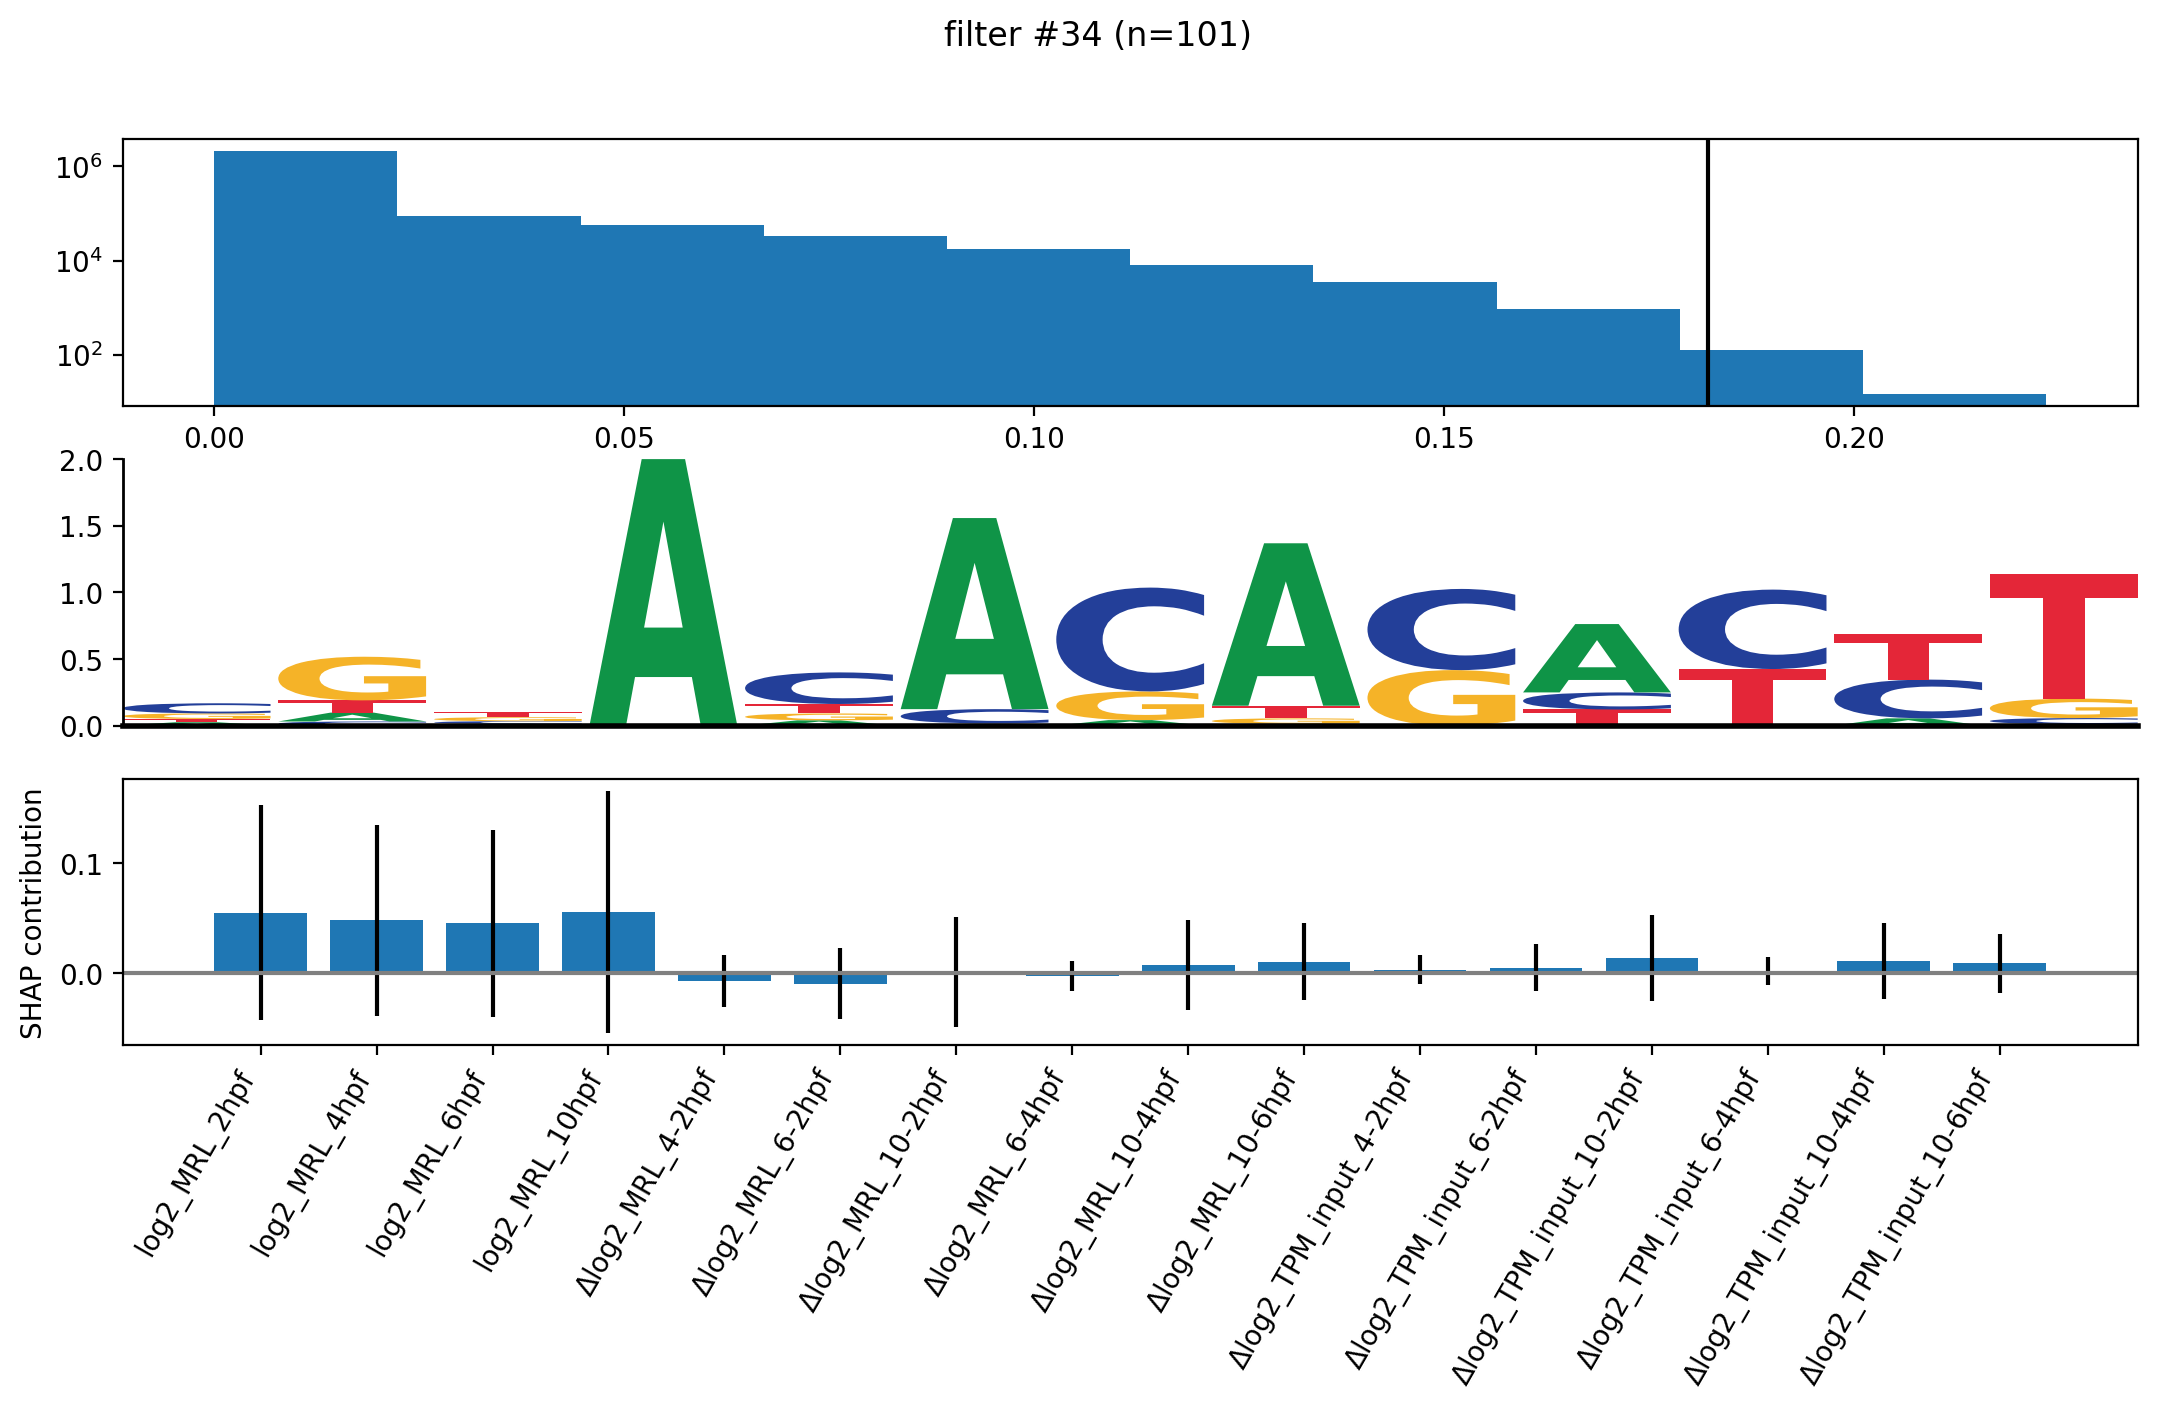 filter #34 (n=101)
10^6
10^4
10^2
0.00 0.05 0.10 0.15 0.20
2.0
1.5
1.0
0.5
0.0
SHAP contribution
0.1
0.0
log2_MRL_2hpf
log2_MRL_4hpf
log2_MRL_6hpf
log2_MRL_10hpf
Δlog2_MRL_4-2hpf
Δlog2_MRL_6-2hpf
Δlog2_MRL_10-2hpf
Δlog2_MRL_6-4hpf
Δlog2_MRL_10-4hpf
Δlog2_MRL_10-6hpf
Δlog2_TPM_input_4-2hpf
Δlog2_TPM_input_6-2hpf
Δlog2_TPM_input_10-2hpf
Δlog2_TPM_input_6-4hpf
Δlog2_TPM_input_10-4hpf
Δlog2_TPM_input_10-6hpf